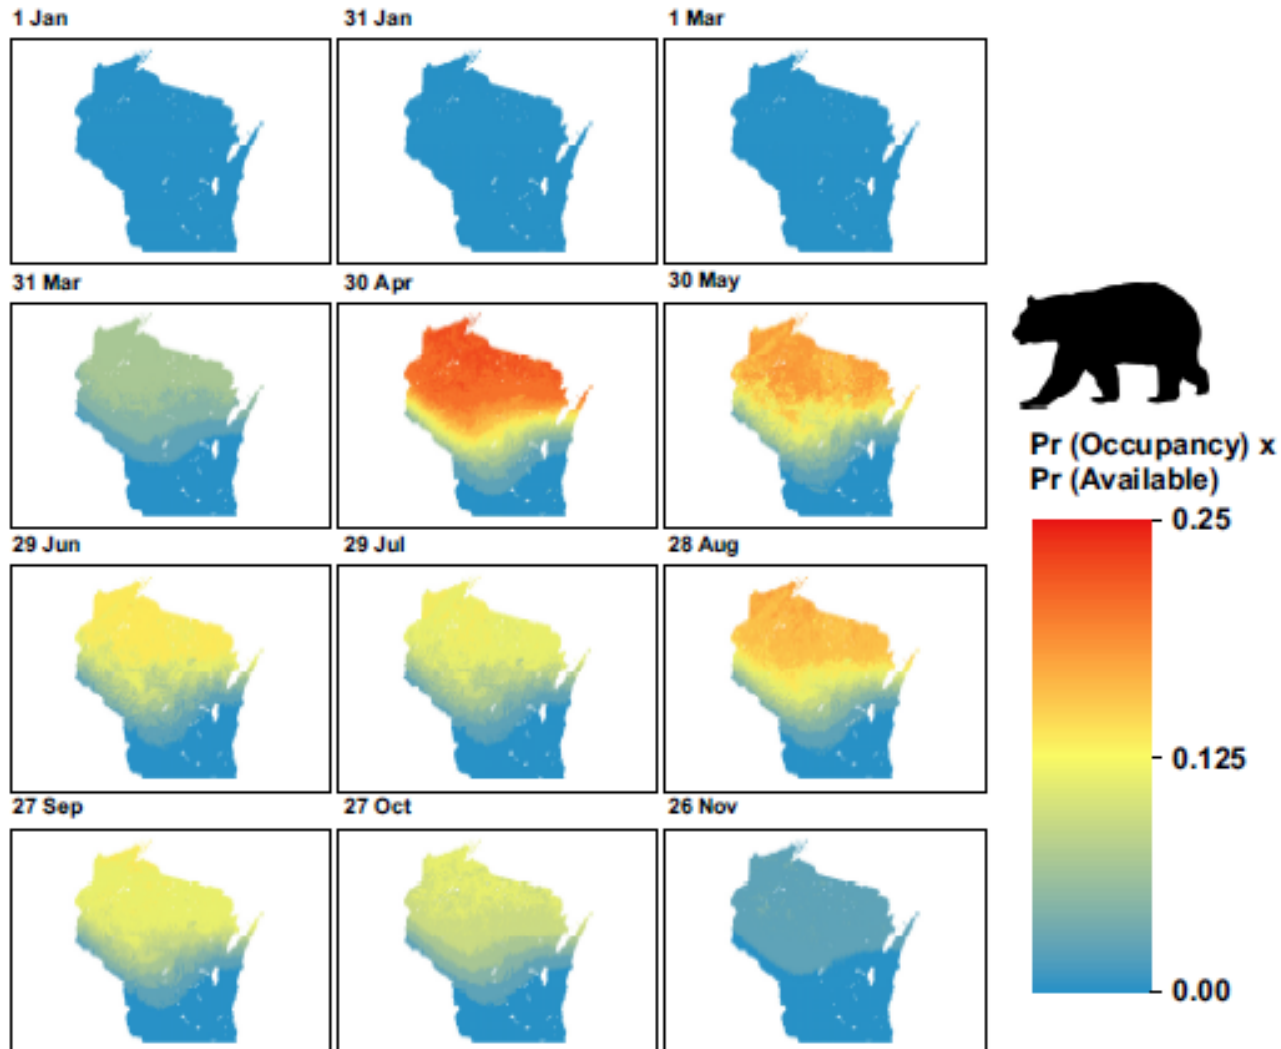 1 Jan
31 Jan
1 Mar
31 Mar
30 Apr
30 May
29 Jun
29 Jul
28 Aug
27 Sep
27 Oct
26 Nov
Pr (Occupancy) x
Pr (Available)
0.25
0.125
0.00